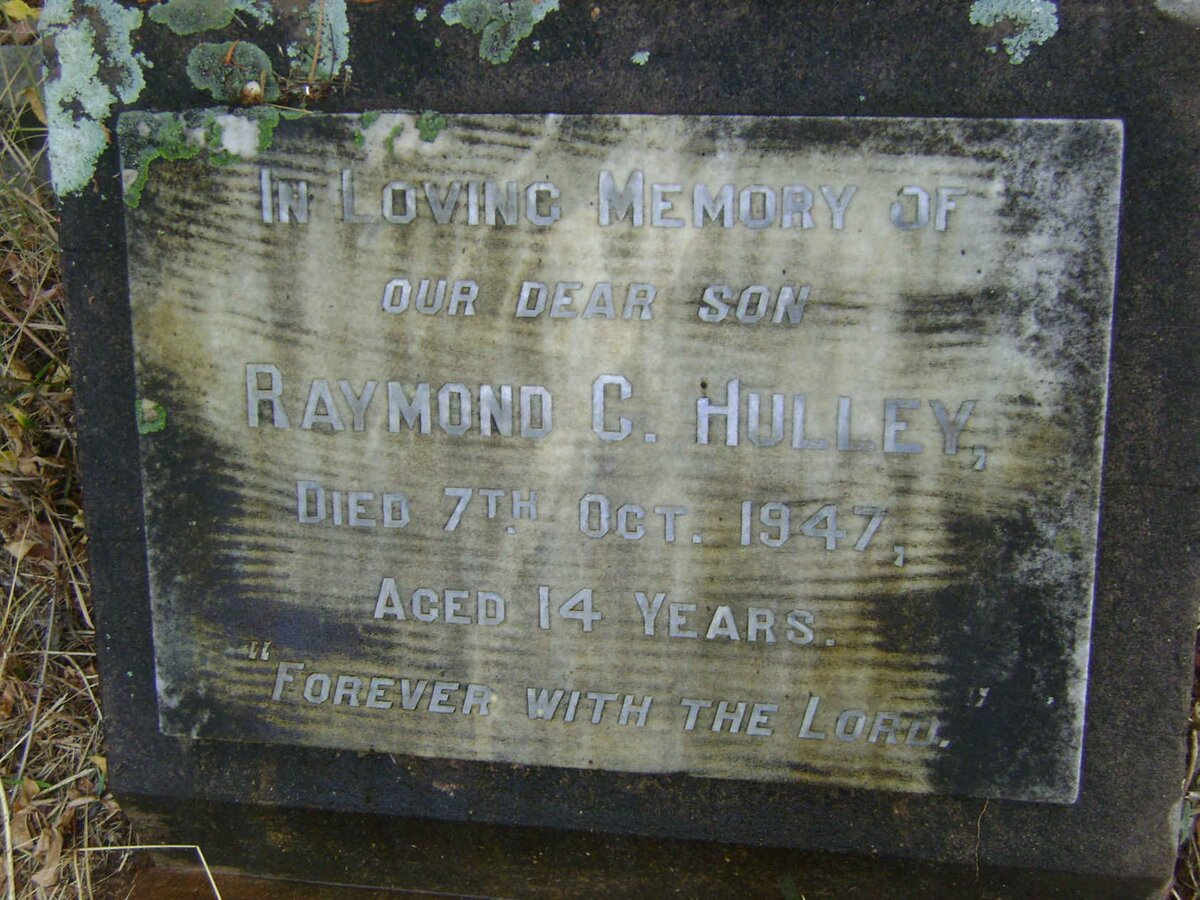 In Loving Memory of
our dear son
Raymond C. Hulley,
Died 7th. Oct. 1947,
Aged 14 Years.
"Forever with the Lord."